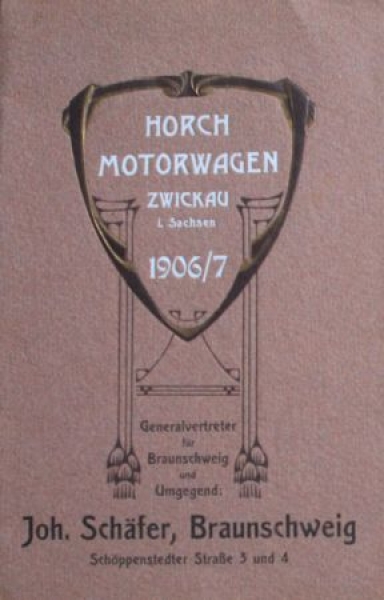 HORCH
MOTORWAGEN
ZWICKAU
i. Sachsen
1906/7
Generalvertreter
für
Braunschweig
und
Umgegend:
Joh. Schäfer, Braunschweig
Schöppenstedter Straße 3 und 4